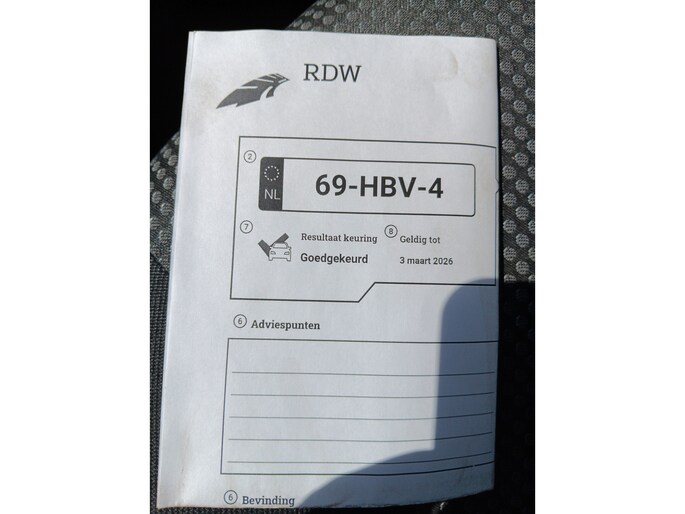 RDW
2
NL
69-HBV-4
7
Resultaat keuring
Goedgekeurd
8
Geldig tot
3 maart 2026
6
Adviespunten
6
Bevinding